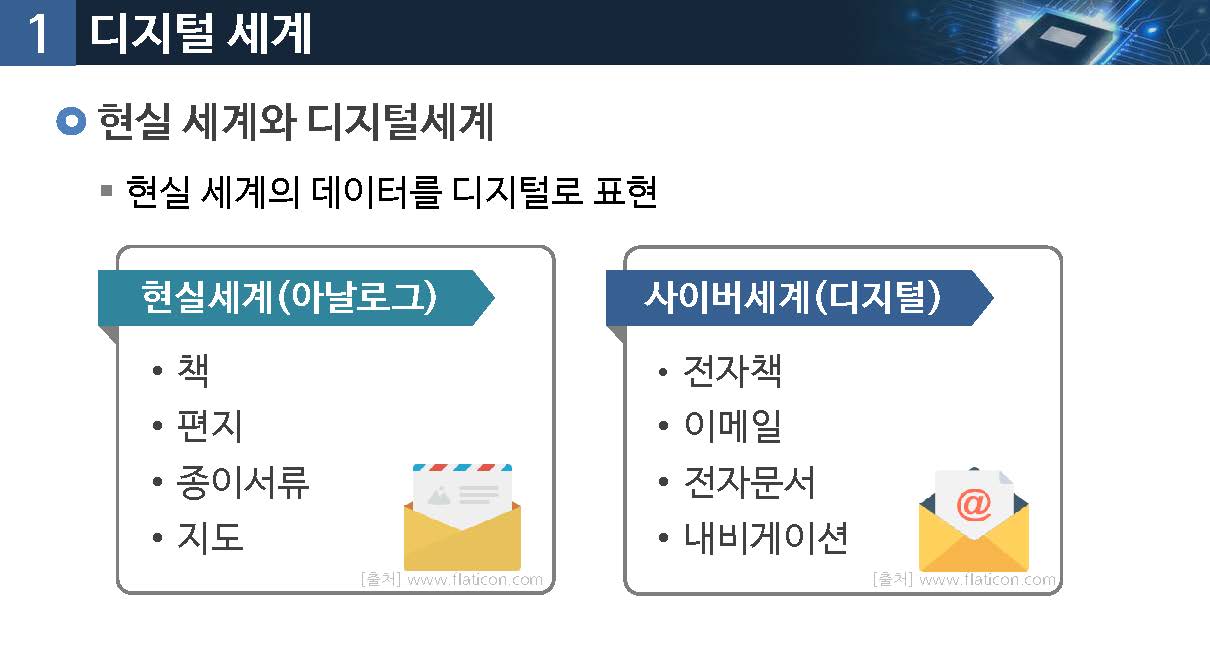 1 디지털 세계
현실 세계와 디지털세계
▪ 현실 세계의 데이터를 디지털로 표현
현실세계(아날로그)
• 책
• 편지
• 종이서류
• 지도
[출처] www.flaticon.com
사이버세계(디지털)
• 전자책
• 이메일
• 전자문서
• 내비게이션
@
[출처] www.flaticon.com